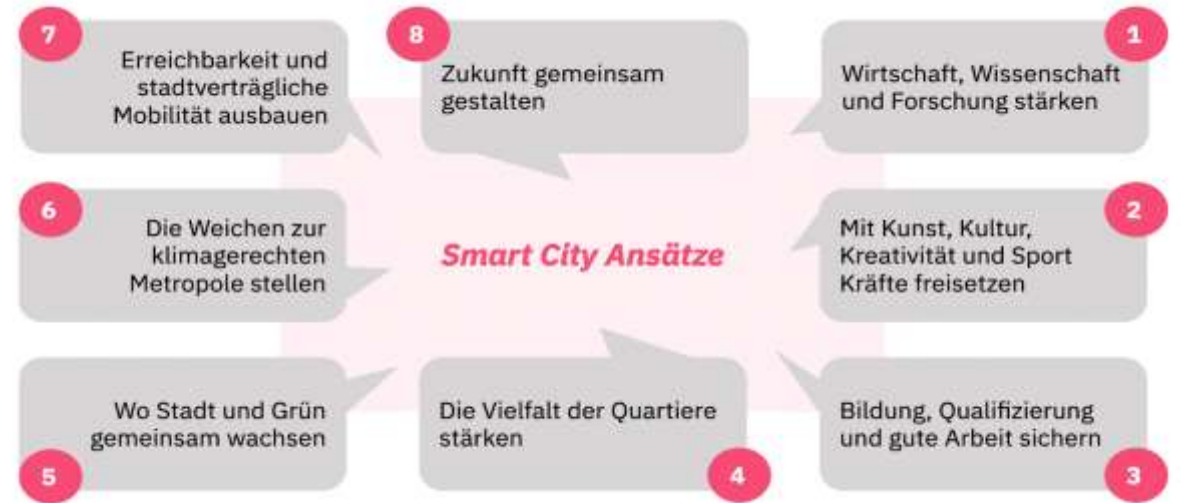 7
Erreichbarkeit und
stadtverträgliche
Mobilität ausbauen
8
Zukunft gemeinsam
gestalten
1
Wirtschaft, Wissenschaft
und Forschung stärken
6
Die Weichen zur
klimagerechten
Metropole stellen
Smart City Ansätze
2
Mit Kunst, Kultur,
Kreativität und Sport
Kräfte freisetzen
Wo Stadt und Grün
gemeinsam wachsen
5
Die Vielfalt der Quartiere
stärken
4
Bildung, Qualifizierung
und gute Arbeit sichern
3